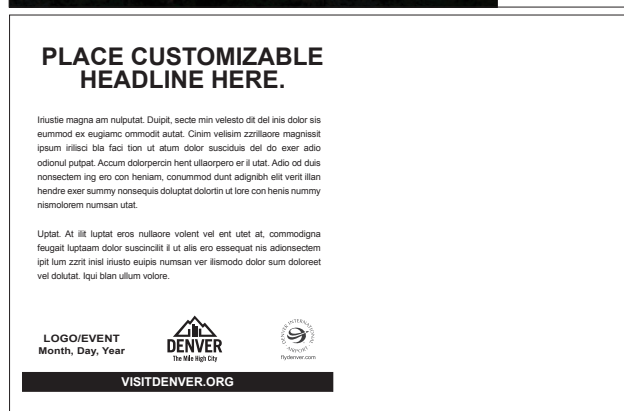 PLACE CUSTOMIZABLE
HEADLINE HERE.
Iriustie magna am nulputat. Duipit, secte min velesto dit del inis dolor sis
eummod ex eugiamc ommodit autat. Cinim velisim zzrillaore magnissit
ipsum irilisci bla faci tion ut atum dolor susciduis del do exer adio
odionul putpat. Accum dolorpercin hent ullaorpero er il utat. Adio od duis
nonsectem ing ero con heniam, conummod dunt adignibh elit verit illan
hendre exer summy nonsequis doluptat dolortin ut lore con henis nummy
nismolorem numsan utat.
Uptat. At ilit luptat eros nullaore volent vel ent utet at, commodigna
feugait luptaam dolor suscincilit il ut alis ero essequat nis adionsectem
ipit lum zzrit inisl iriusto euipis numsan ver ilismodo dolor sum doloreet
vel dolutat. Iqui blan ullum volore.
LOGO/EVENT
Month, Day, Year
DENVER
The Mile High City
DENVER INTERNATIONAL
AIRPORT
flydenver.com
VISITDENVER.ORG